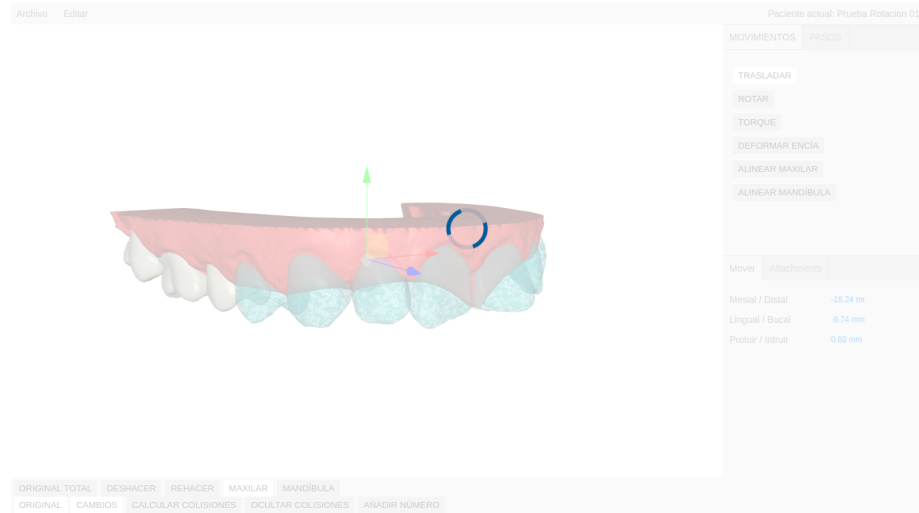 Archivo Editar Paciente actual: Prueba Rotacion 01
MOVIMIENTOS PASOS
TRASLADAR
ROTAR
TORQUE
DEFORMAR ENCÍA
ALINEAR MAXILAR
ALINEAR MANDÍBULA
Mover Attachments
Mesial / Distal -18.24 m
Lingual / Bucal -9.74 mm
Protuir / Intruir 0.60 mm
ORIGINAL TOTAL DESHACER REHACER MAXILAR MANDÍBULA
ORIGINAL CAMBIOS CALCULAR COLISIONES OCULTAR COLISIONES AÑADIR NÚMERO